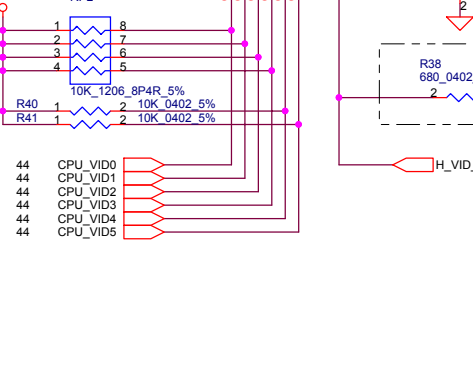 1 8
2 7
3 6
4 5
10K_1206_8P4R_5%
R40 1 2 10K_0402_5%
R41 1 2 10K_0402_5%
44 CPU_VID0
44 CPU_VID1
44 CPU_VID2
44 CPU_VID3
44 CPU_VID4
44 CPU_VID5
2
R38
680_0402
2
H_VID_